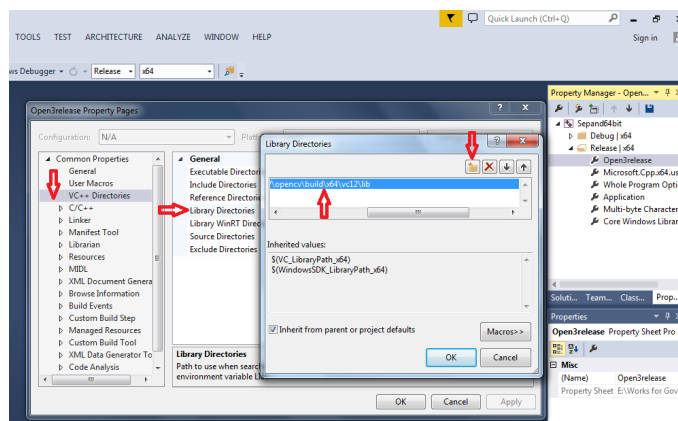 Quick Launch (Ctrl+Q)
TOOLS TEST ARCHITECTURE ANALYZE WINDOW HELP
Sign in
ws Debugger Release x64
Property Manager - Open...
Open3release Property Pages
Configuration: N/A
Platf
Common Properties
General
User Macros
VC++ Directories
C/C++
Linker
Manifest Tool
Librarian
Resources
MIDL
XML Document Genera
Browse Information
Build Events
Custom Build Step
Managed Resources
Custom Build Tool
XML Data Generator To
Code Analysis
General
Executable Directori
Include Directories
Reference Directorie
Library Directories
Library WinRT Direc
Source Directories
Exclude Directories
Library Directories
Path to use when search
environment variable LI
OK Cancel Apply
Library Directories
\opencv\build\x64\vc12\lib
Inherited values:
$(VC_LibraryPath_x64)
$(WindowsSDK_LibraryPath_x64)
Inherit from parent or project defaults
Macros>>
OK Cancel
Sepand64bit
Debug | x64
Release | x64
Open3release
Microsoft.Cpp.x64.us
Whole Program Opti
Application
Multi-byte Character
Core Windows Librar
Soluti... Team... Class... Prop...
Properties
Open3release Property Sheet Pro
Misc
(Name) Open3release
Property Sheet E:\Works for Gov